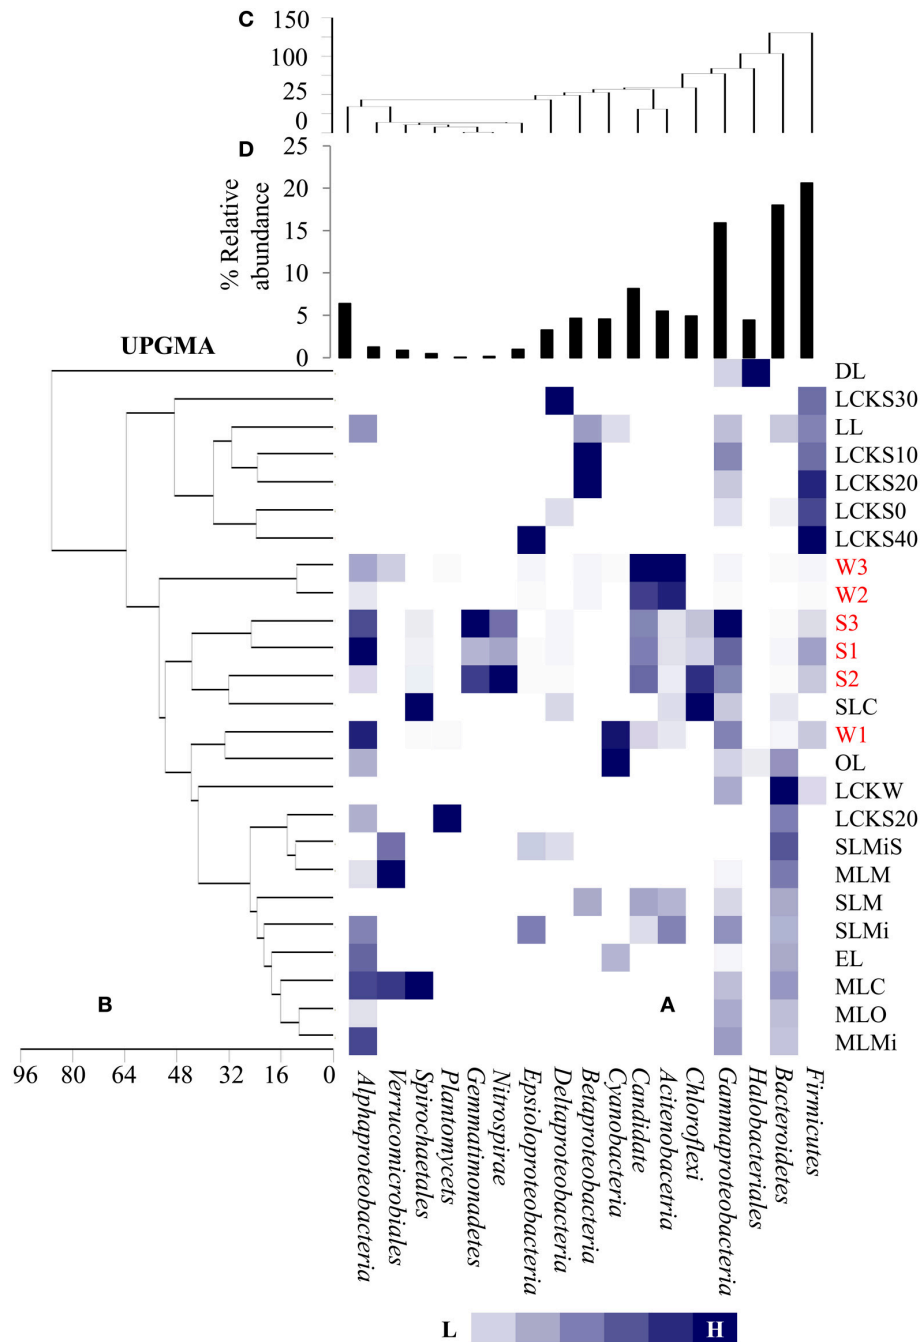 C
150
100
25
0
D
25
20
15
10
5
0
% Relative
abundance
UPGMA
DL
LCKS30
LL
LCKS10
LCKS20
LCKS0
LCKS40
W3
W2
S3
S1
S2
SLC
W1
OL
LCKW
LCKS20
SLMiS
MLM
SLM
SLMi
EL
MLC
MLO
MLMi
B
A
96 80 64 48 32 16 0
Alphaproteobacteria
Verrucomicrobiales
Spirochaetales
Plantomycets
Gemmatimonadetes
Nitrospirae
Epsioloproteobacteria
Deltaproteobacteria
Betaproteobacteria
Cyanobacteria
Candidate
Acitenobacetria
Chloroflexi
Gammaproteobacteria
Halobacteriales
Bacteroidetes
Firmicutes
L H